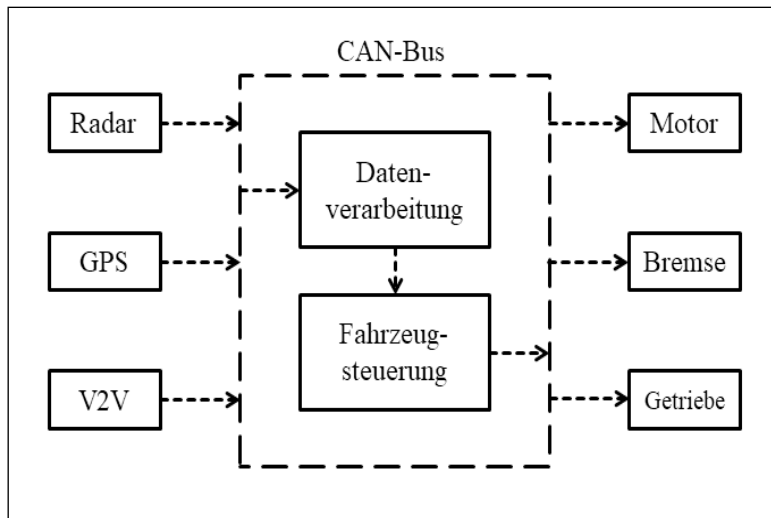 CAN-Bus
Radar
GPS
V2V
Daten-
verarbeitung
Fahrzeug-
steuerung
Motor
Bremse
Getriebe